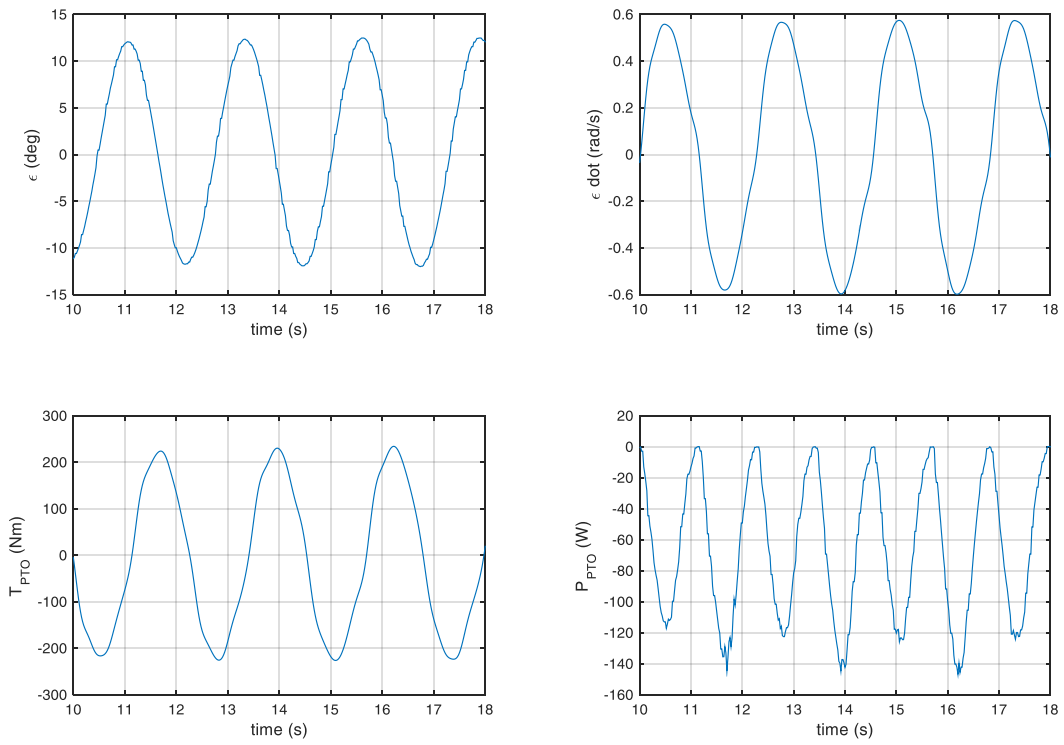 15
10
5
0
-5
-10
-15
ϵ (deg)
10 11 12 13 14 15 16 17 18
time (s)
0.6
0.4
0.2
0
-0.2
-0.4
-0.6
ϵ dot (rad/s)
10 11 12 13 14 15 16 17 18
time (s)
300
200
100
0
-100
-200
-300
T_PTO (Nm)
10 11 12 13 14 15 16 17 18
time (s)
20
0
-20
-40
-60
-80
-100
-120
-140
-160
P_PTO (W)
10 11 12 13 14 15 16 17 18
time (s)